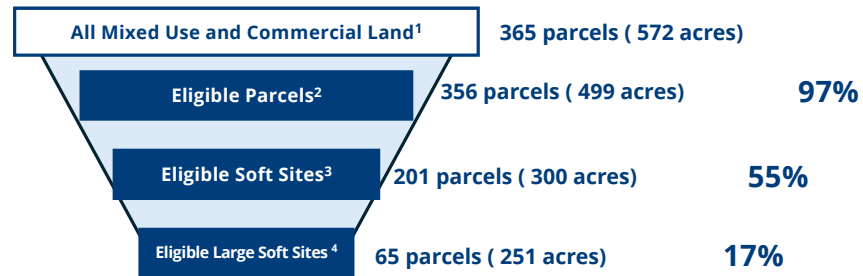 All Mixed Use and Commercial Land¹ 365 parcels ( 572 acres)
Eligible Parcels² 356 parcels ( 499 acres) 97%
Eligible Soft Sites³ 201 parcels ( 300 acres) 55%
Eligible Large Soft Sites ⁴ 65 parcels ( 251 acres) 17%